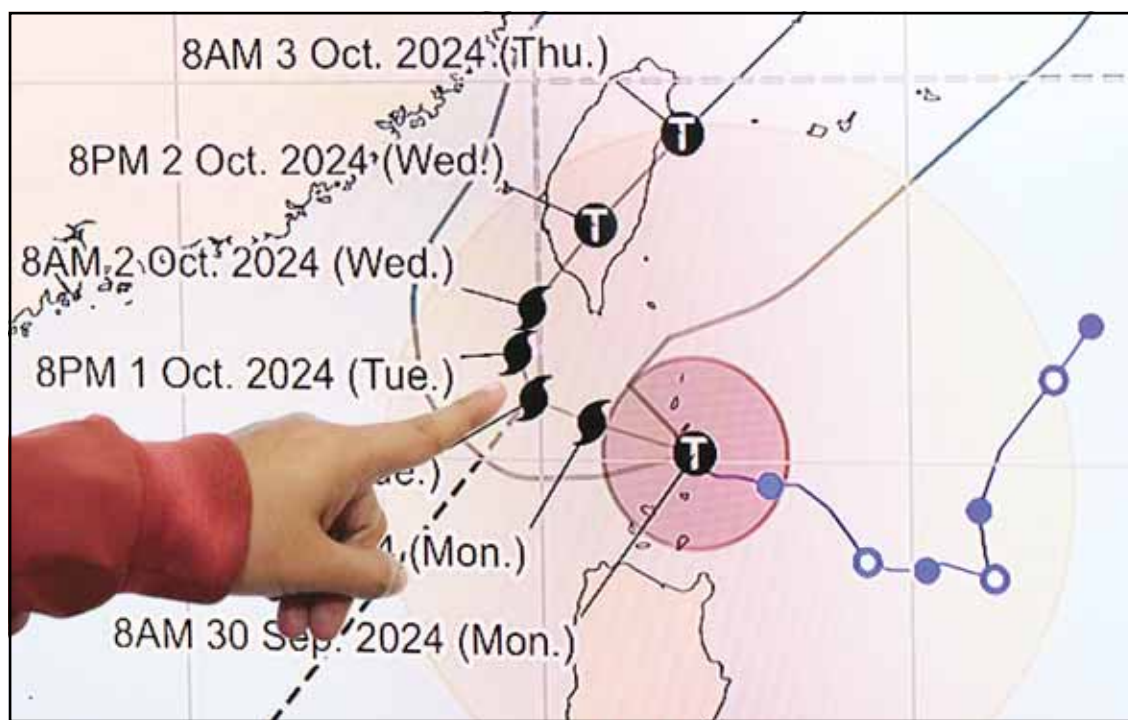 8AM 3 Oct. 2024 (Thu.)
8PM 2 Oct. 2024 (Wed.)
8AM 2 Oct. 2024 (Wed.)
8PM 1 Oct. 2024 (Tue.)
(Mon.)
8AM 30 Sep. 2024 (Mon.)
T
T
T